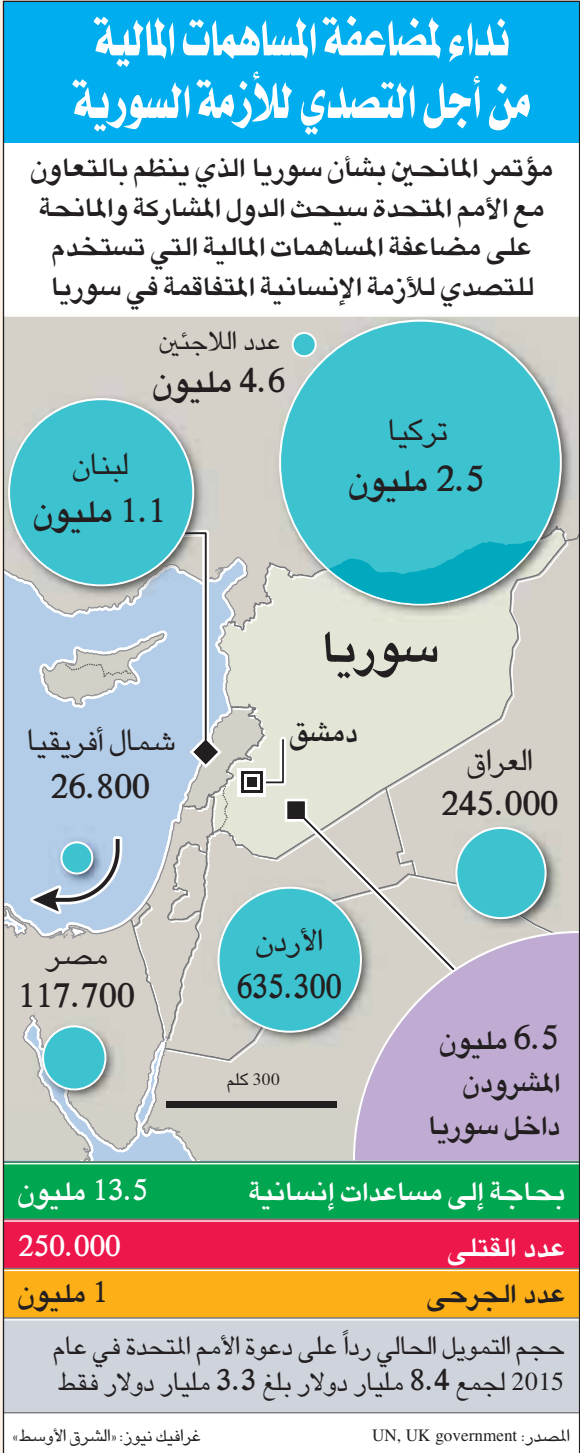 نداء لمضاعفة المساهمات المالية
من أجل التصدي للأزمة السورية
مؤتمر المانحين بشأن سوريا الذي ينظم بالتعاون
مع الأمم المتحدة سيحث الدول المشاركة والمانحة
على مضاعفة المساهمات المالية التي تستخدم
للتصدي للأزمة الإنسانية المتفاقمة في سوريا
عدد اللاجئين
4.6 مليون
تركيا
2.5 مليون
لبنان
1.1 مليون
سوريا
دمشق
شمال أفريقيا
26.800
العراق
245.000
الأردن
635.300
مصر
117.700
6.5 مليون
المشرودن
داخل سوريا
300 كلم
بحاجة إلى مساعدات إنسانية 13.5 مليون
عدد القتلى 250.000
عدد الجرحى 1 مليون
حجم التمويل الحالي رداً على دعوة الأمم المتحدة في عام
2015 لجمع 8.4 مليار دولار بلغ 3.3 مليار دولار فقط
المصدر: UN, UK government
غرافيك نيوز: «الشرق الأوسط»